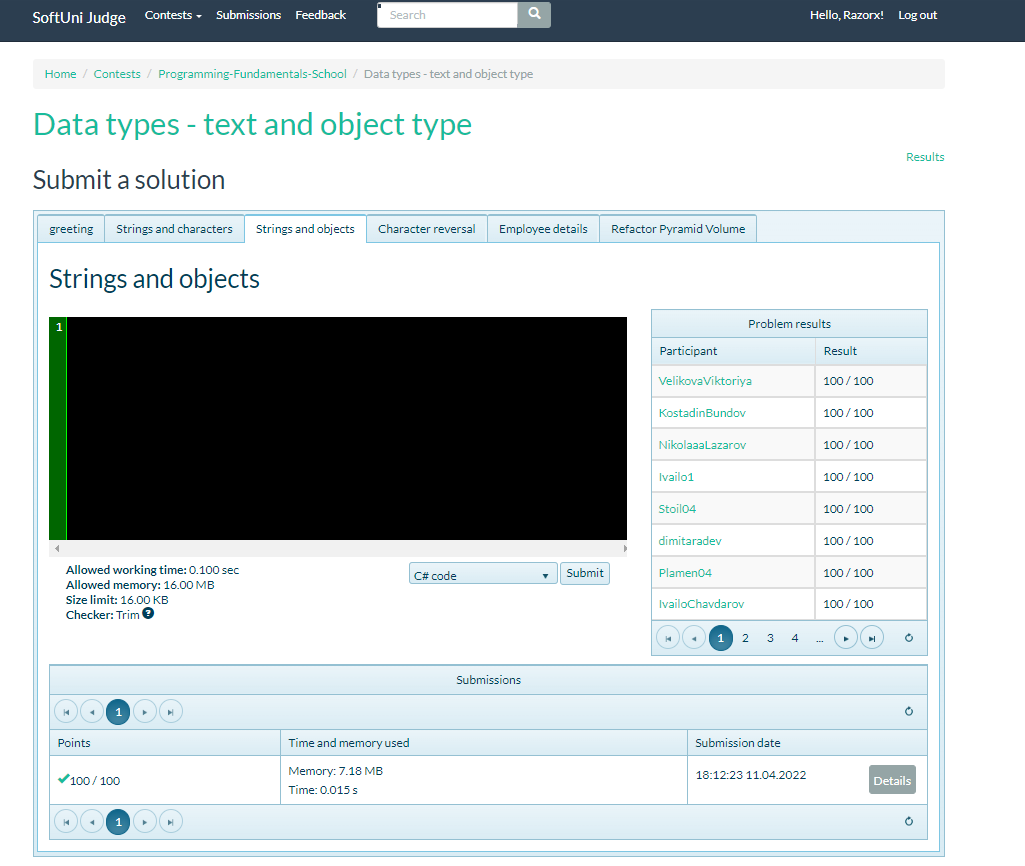 SoftUni Judge Contests Submissions Feedback Search Hello, Razorx! Log out
Home / Contests / Programming-Fundamentals-School / Data types - text and object type
Data types - text and object type
Results
Submit a solution
greeting Strings and characters Strings and objects Character reversal Employee details Refactor Pyramid Volume
Strings and objects
1
Allowed working time: 0.100 sec
Allowed memory: 16.00 MB
Size limit: 16.00 KB
Checker: Trim ?
C# code Submit
Problem results
Participant Result
VelikovaViktoriya 100 / 100
KostadinBundov 100 / 100
NikolaaaLazarov 100 / 100
Ivailo1 100 / 100
Stoil04 100 / 100
dimitaradev 100 / 100
Plamen04 100 / 100
IvailoChavdarov 100 / 100
1 2 3 4 ...
Submissions
1
Points Time and memory used Submission date
100 / 100 Memory: 7.18 MB 18:12:23 11.04.2022 Details
Time: 0.015 s
1